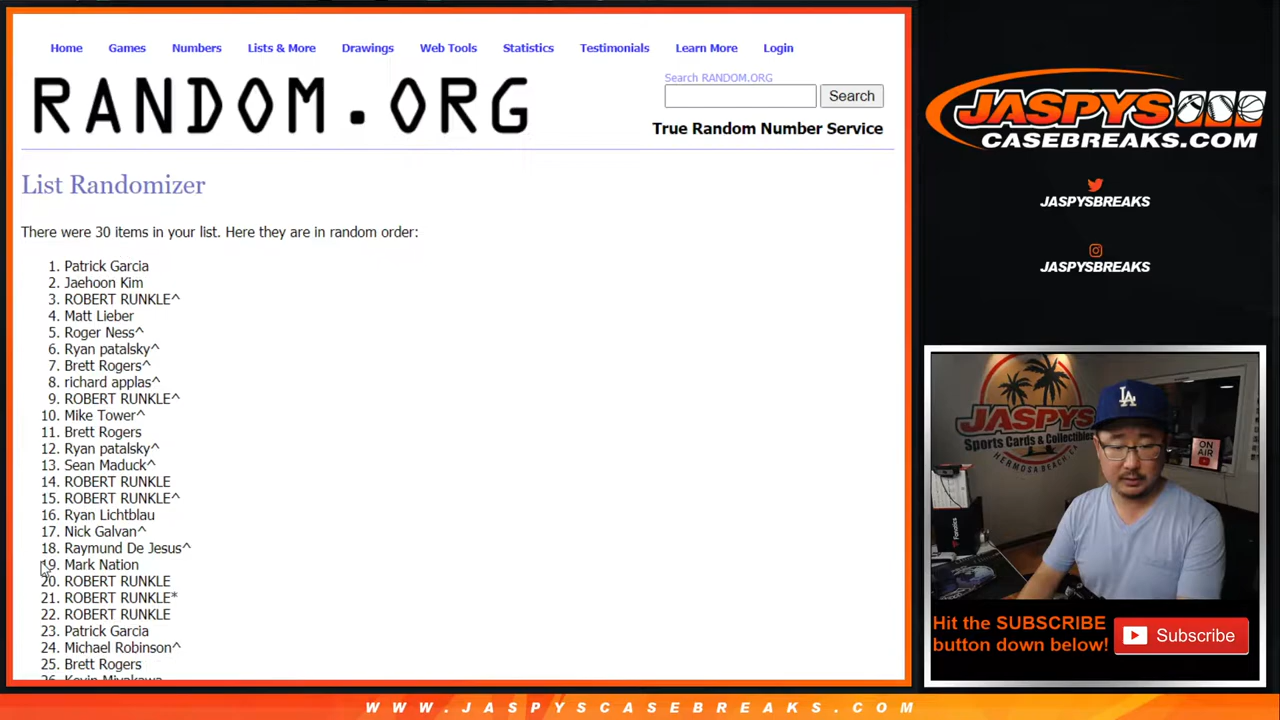 Home Games Numbers Lists & More Drawings Web Tools Statistics Testimonials Learn More Login
RANDOM.ORG
Search RANDOM.ORG
Search
True Random Number Service
List Randomizer
There were 30 items in your list. Here they are in random order:
1. Patrick Garcia
2. Jaehoon Kim
3. ROBERT RUNKLE^
4. Matt Lieber
5. Roger Ness^
6. Ryan patalsky^
7. Brett Rogers^
8. richard applas^
9. ROBERT RUNKLE^
10. Mike Tower^
11. Brett Rogers
12. Ryan patalsky^
13. Sean Maduck^
14. ROBERT RUNKLE
15. ROBERT RUNKLE^
16. Ryan Lichtblau
17. Nick Galvan^
18. Raymund De Jesus^
19. Mark Nation
20. ROBERT RUNKLE
21. ROBERT RUNKLE*
22. ROBERT RUNKLE
23. Patrick Garcia
24. Michael Robinson^
25. Brett Rogers
26. Kevin Miyakawa
JASPYS
CASEBREAKS.COM
JASPYSBREAKS
JASPYSBREAKS
JASPYS
Sports Cards & Collectibles
HERMOSA BEACH CA
LA
ON AIR
Fanatics
Hit the SUBSCRIBE
button down below!
Subscribe
WWW.JASPYSCASEBREAKS.COM